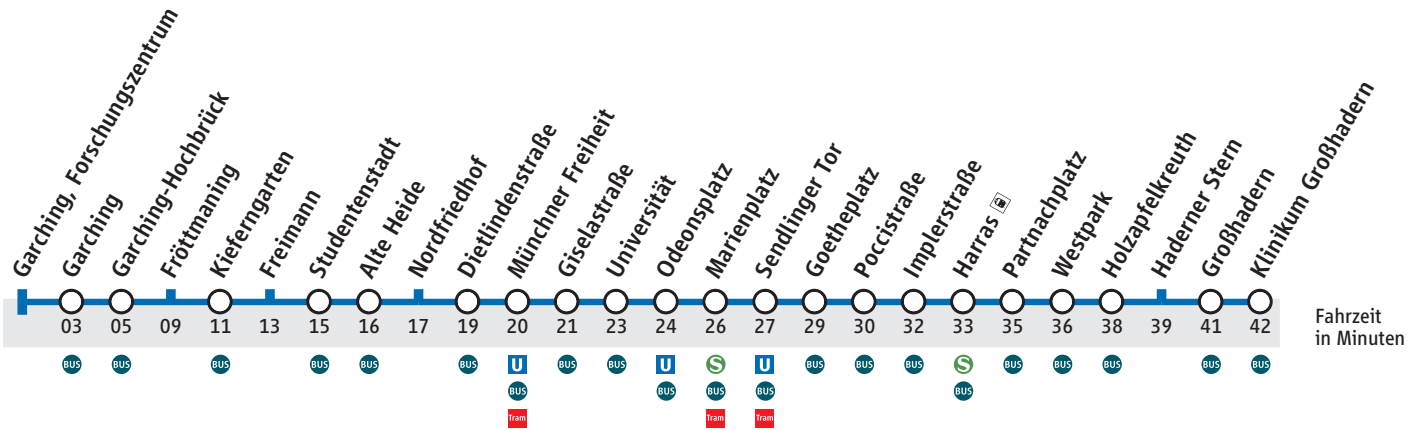 Garching, Forschungszentrum
Garching
Garching-Hochbrück
Fröttmaning
Kieferngarten
Freimann
Studentenstadt
Alte Heide
Nordfriedhof
Dietlindenstraße
Münchner Freiheit
Giselastraße
Universität
Odeonsplatz
Marienplatz
Sendlinger Tor
Goetheplatz
Poccistraße
Implerstraße
Harras
Partnachplatz
Westpark
Holzapfelkreuth
Haderner Stern
Großhadern
Klinikum Großhadern
03 05 09 11 13 15 16 17 19 20 21 23 24 26 27 29 30 32 33 35 36 38 39 41 42
Fahrzeit
in Minuten
BUS BUS BUS BUS BUS BUS U BUS BUS U S U BUS BUS BUS S BUS BUS BUS BUS BUS
BUS BUS BUS BUS BUS
Tram Tram Tram